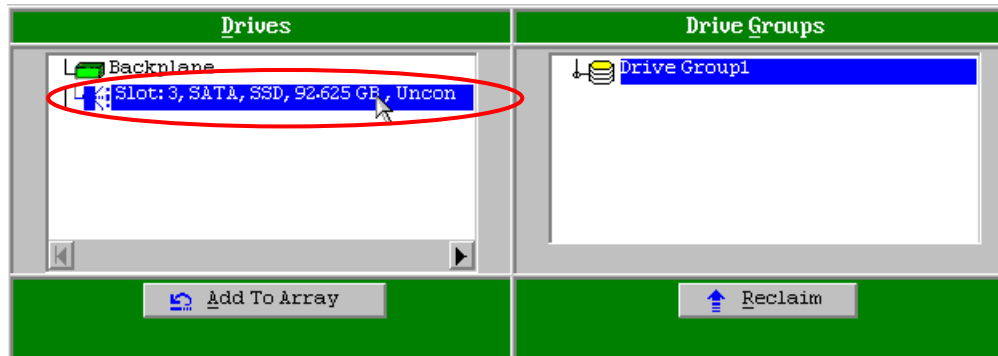 Drives
Drive Groups
Backplane
Slot: 3, SATA, SSD, 92.625 GB , Uncon
Drive Group1
Add To Array
Reclaim